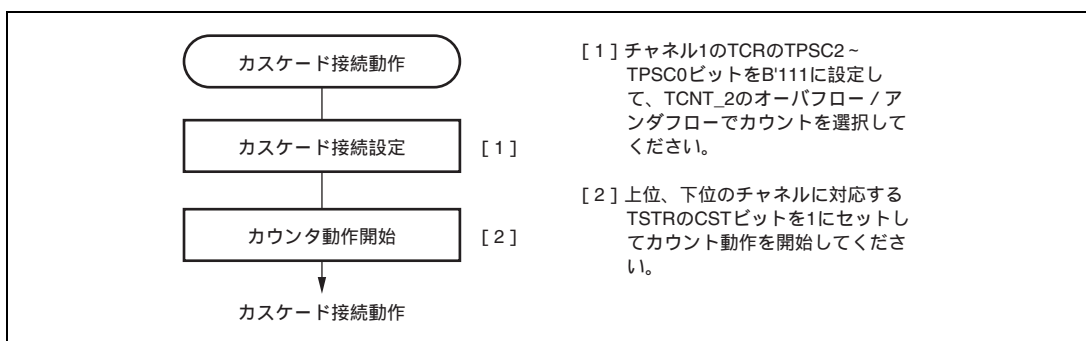 カスケード接続動作
カスケード接続設定
[1]
カウンタ動作開始
[2]
カスケード接続動作
[1]チャネル1のTCRのTPSC2~
TPSC0ビットをB'111に設定し
て、TCNT_2のオーバフロー/ア
ンダフローでカウントを選択して
ください。
[2]上位、下位のチャネルに対応する
TSTRのCSTビットを1にセットし
てカウント動作を開始してくださ
い。